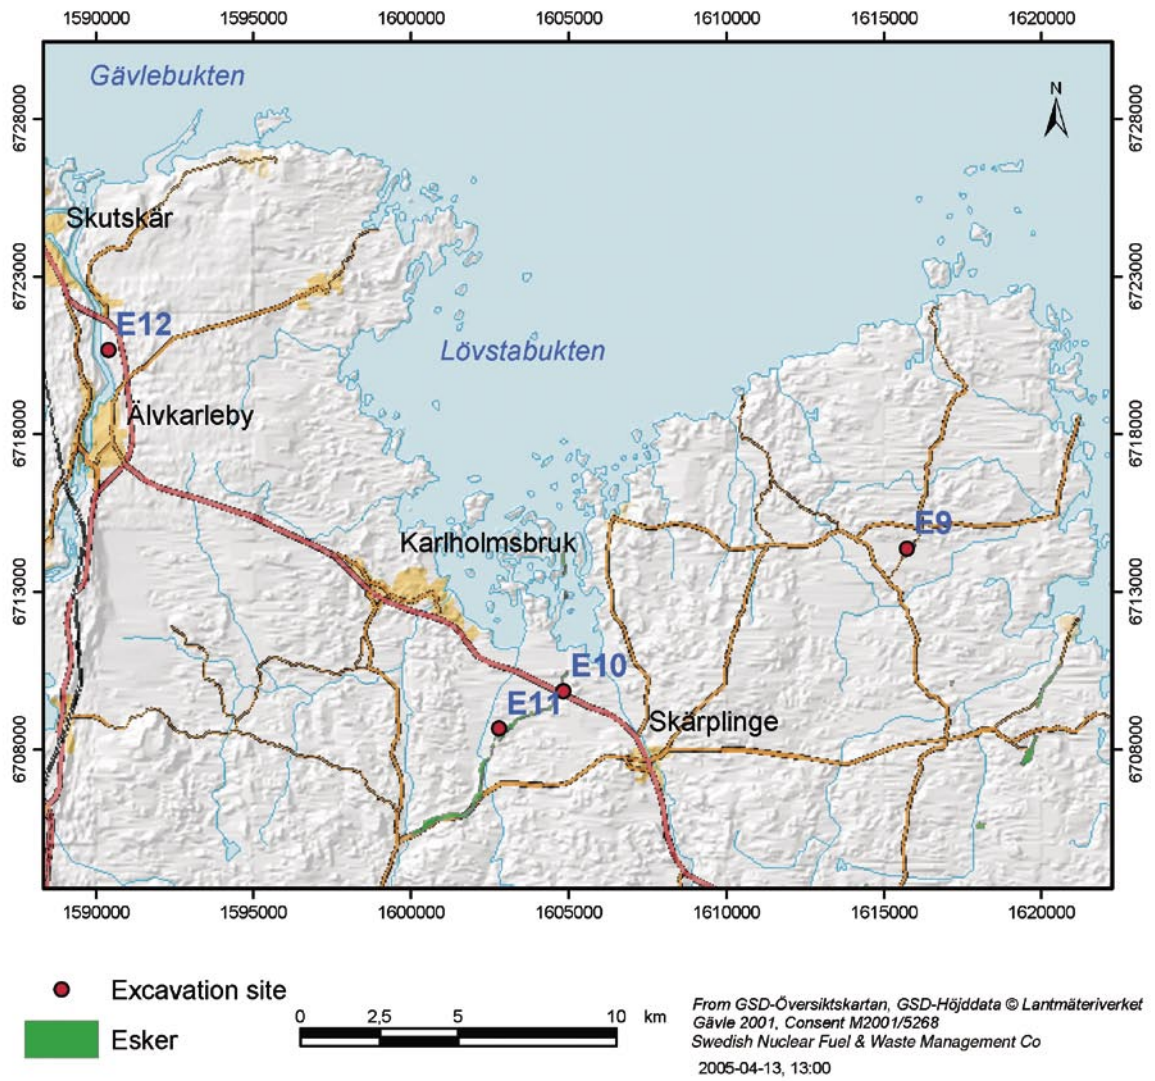 1590000 1595000 1600000 1605000 1610000 1615000 1620000
Gävlebukten
N
6728000
6728000
Skutskär
6723000
6723000
E12
Lövstabukten
Älvkarleby
6718000
6718000
E9
Karlholmsbruk
6713000
6713000
E10
E11
Skärplinge
6708000
6708000
1590000 1595000 1600000 1605000 1610000 1615000 1620000
Excavation site
Esker
0 2,5 5 10 km
From GSD-Översiktskartan, GSD-Höjddata © Lantmäteriverket
Gävle 2001, Consent M2001/5268
Swedish Nuclear Fuel & Waste Management Co
2005-04-13, 13:00